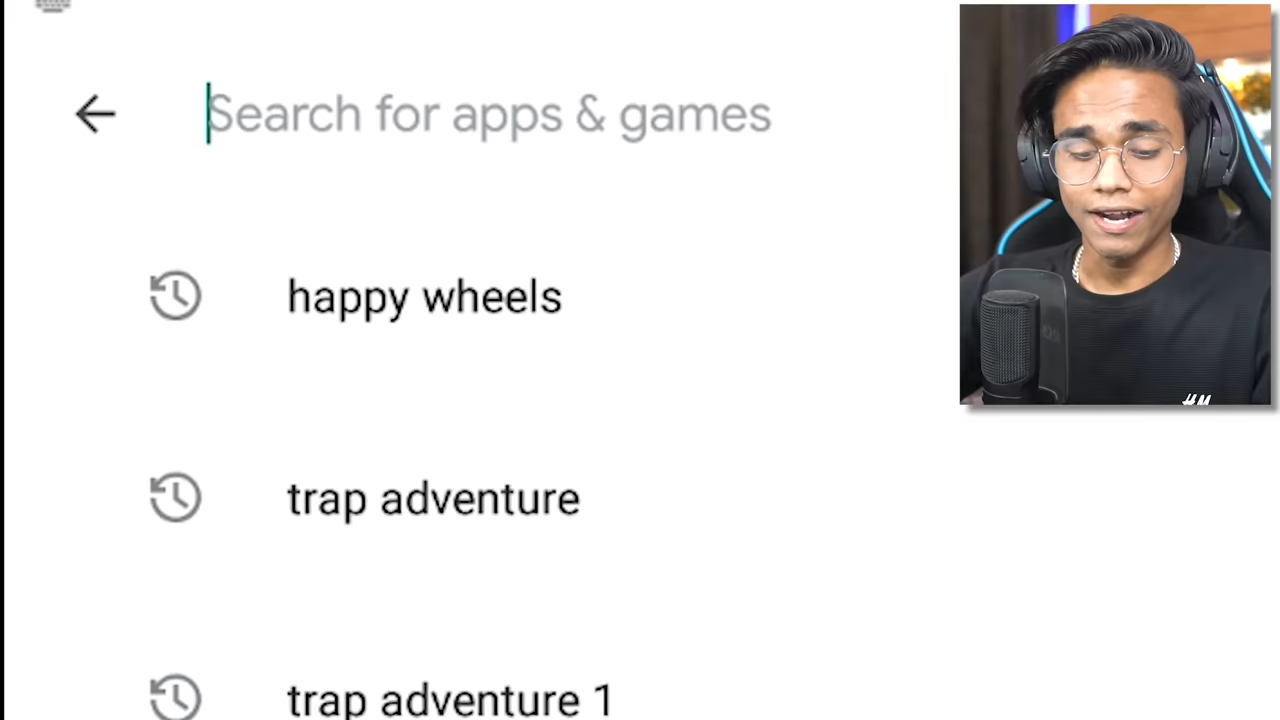 Search for apps & games
happy wheels
trap adventure
trap adventure 1
H&M